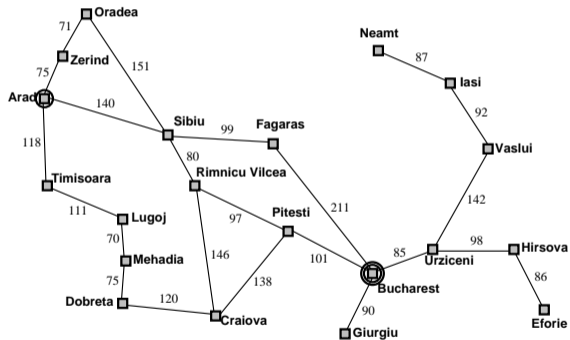 Oradea
71
Neamt
Zerind
87
151
75
Iasi
Arad
140
92
Sibiu
Fagaras
99
118
Vaslui
80
Timisoara
Rimnicu Vilcea
142
111
211
Lugoj
97
Pitesti
70
98
Hirsova
146
85
Mehadia
101
Urziceni
138
86
75
120
90
Bucharest
Dobreta
Craiova
Eforie
Giurgiu